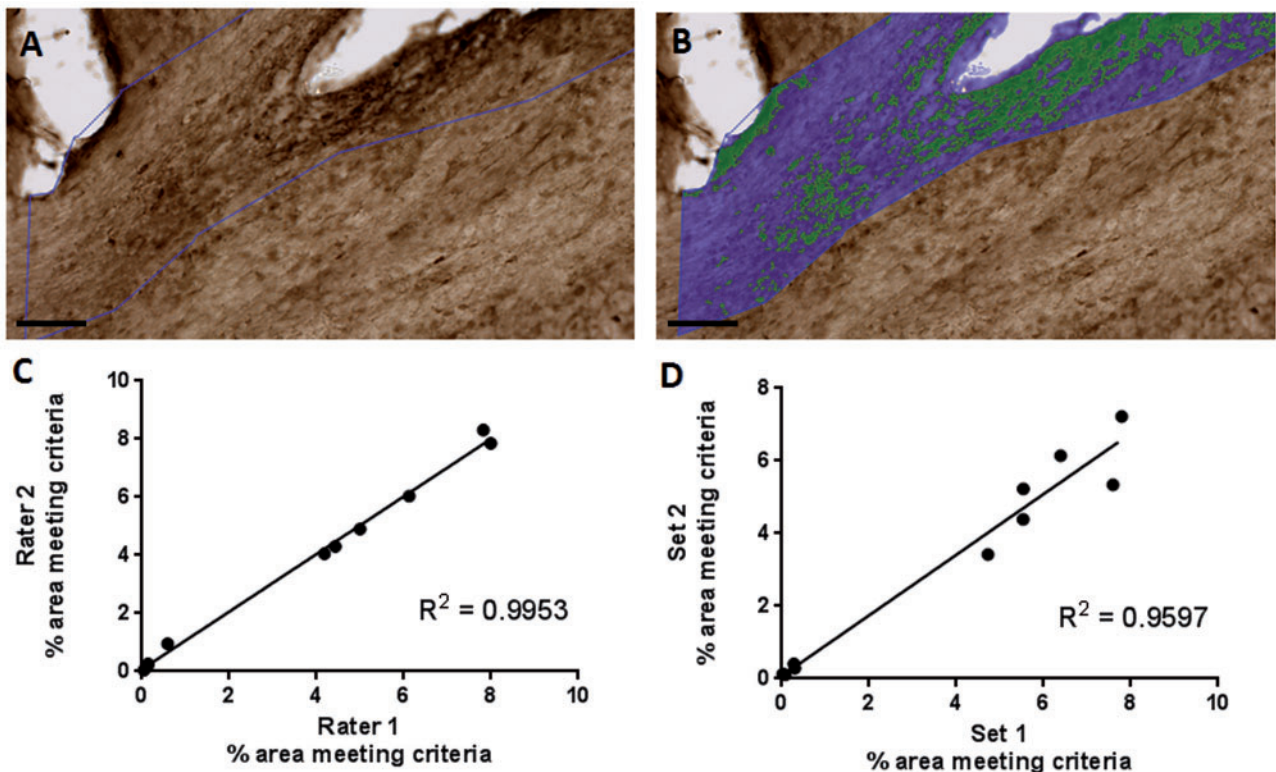 A
B
C
10
8
6
4
2
0
0 2 4 6 8 10
Rater 2
% area meeting criteria
R² = 0.9953
Rater 1
% area meeting criteria
D
8
6
4
2
0
0 2 4 6 8 10
Set 2
% area meeting criteria
R² = 0.9597
Set 1
% area meeting criteria